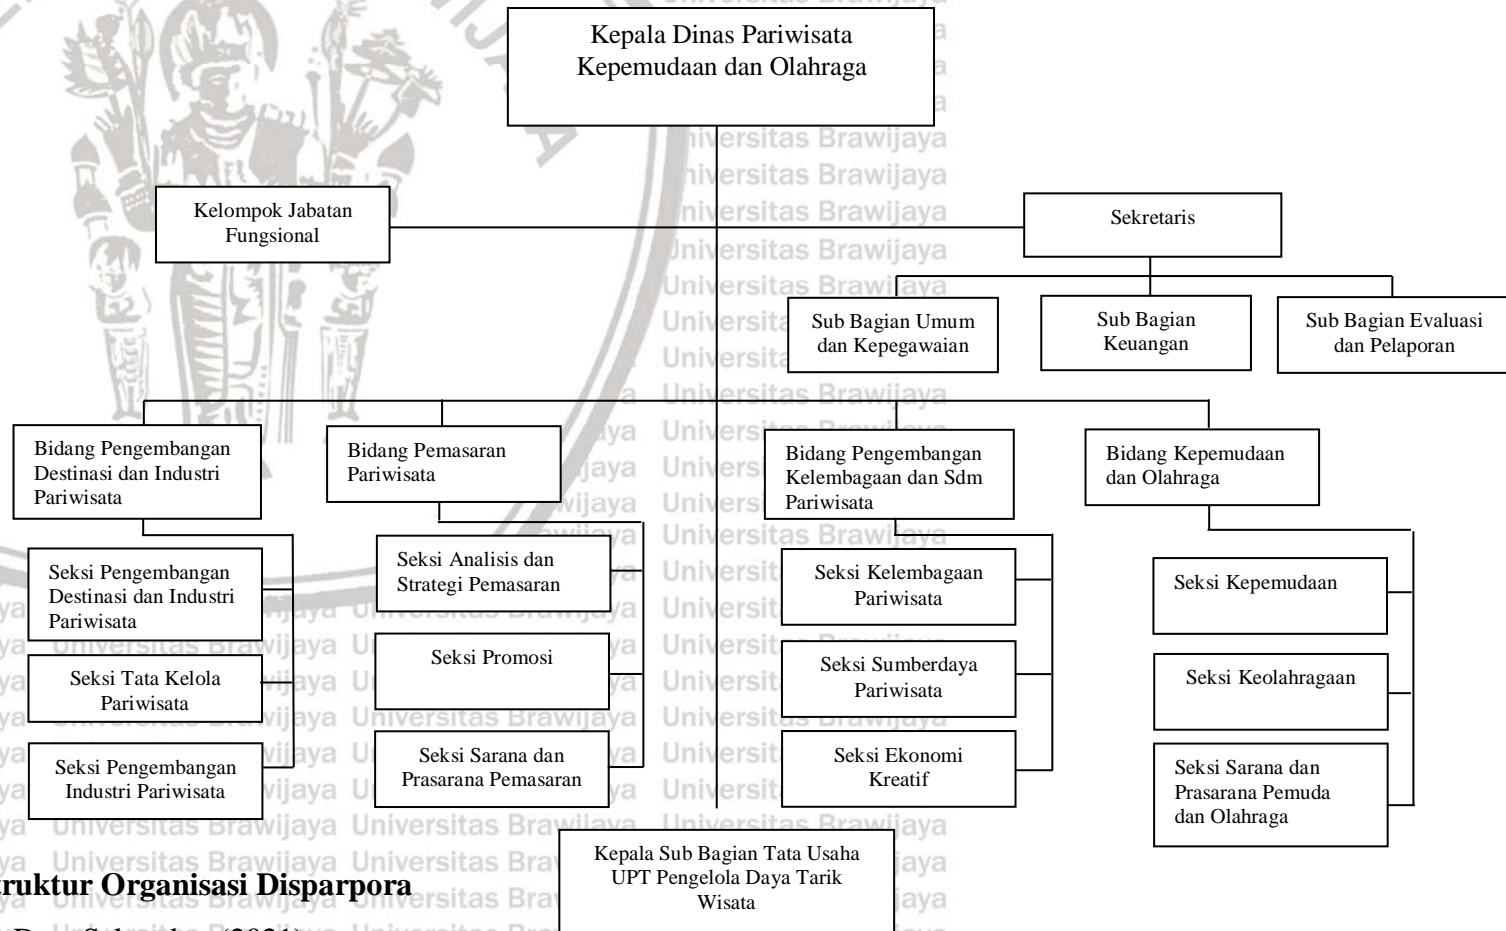 Kepala Dinas Pariwisata
Kepemudaan dan Olahraga
Kelompok Jabatan
Fungsional
Sekretaris
Sub Bagian Umum
dan Kepegawaian
Sub Bagian
Keuangan
Sub Bagian Evaluasi
dan Pelaporan
Bidang Pengembangan
Destinasi dan Industri
Pariwisata
Seksi Pengembangan
Destinasi dan Industri
Pariwisata
Seksi Tata Kelola
Pariwisata
Seksi Pengembangan
Industri Pariwisata
Bidang Pemasaran
Pariwisata
Seksi Analisis dan
Strategi Pemasaran
Seksi Promosi
Seksi Sarana dan
Prasarana Pemasaran
Bidang Pengembangan
Kelembagaan dan Sdm
Pariwisata
Seksi Kelembagaan
Pariwisata
Seksi Sumberdaya
Pariwisata
Seksi Ekonomi
Kreatif
Bidang Kepemudaan
dan Olahraga
Seksi Kepemudaan
Seksi Keolahragaan
Seksi Sarana dan
Prasarana Pemuda
dan Olahraga
Kepala Sub Bagian Tata Usaha
UPT Pengelola Daya Tarik
Wisata
truktur Organisasi Disparpora
Universitas Brawijaya